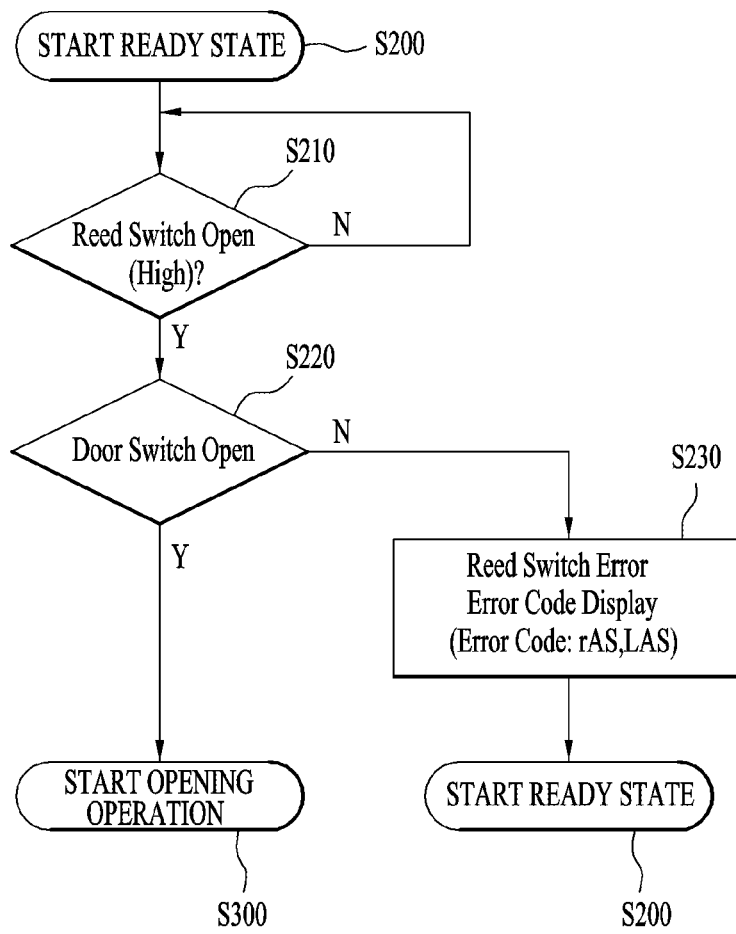 START READY STATE
S200
S210
Reed Switch Open
(High)?
N
Y
S220
Door Switch Open
N
Y
S230
Reed Switch Error
Error Code Display
(Error Code: rAS,LAS)
START OPENING
OPERATION
START READY STATE
S300
S200